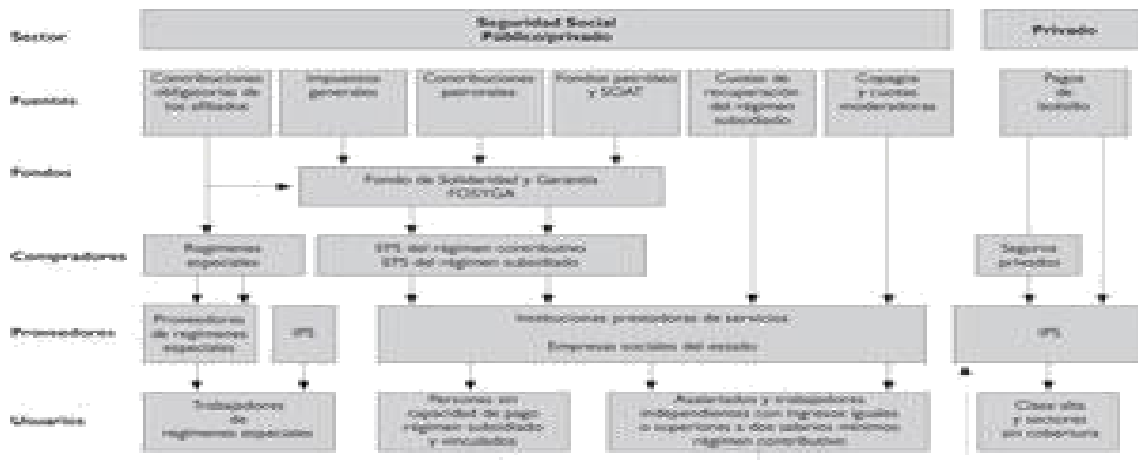 Sector
Seguridad Social
Público/privado
Privado
Fuentes
Contribuciones
obligatorias de
los afiliados
Impuestos
generales
Contribuciones
patronales
Fondos petróleo
y SOAT
Cuotas de
recuperación
del régimen
subsidiado
Copagos
y cuotas
moderadoras
Pagos
de
bolsillo
Fondos
Fondo de Solidaridad y Garantía
FOSYGA
Compradores
Regímenes
especiales
EPS del régimen contributivo
EPS del régimen subsidiado
Seguros
privados
Proveedores
Proveedores
de regímenes
especiales
IPS
Instituciones prestadoras de servicios
Empresas sociales del estado
IPS
Usuarios
Trabajadores
de
regímenes especiales
Personas sin
capacidad de pago
régimen subsidiado
y vinculados
Asalariados y trabajadores
independientes con ingresos iguales
o superiores a dos salarios mínimos
régimen contributivo
Clase alta
y sectores
sin cobertura